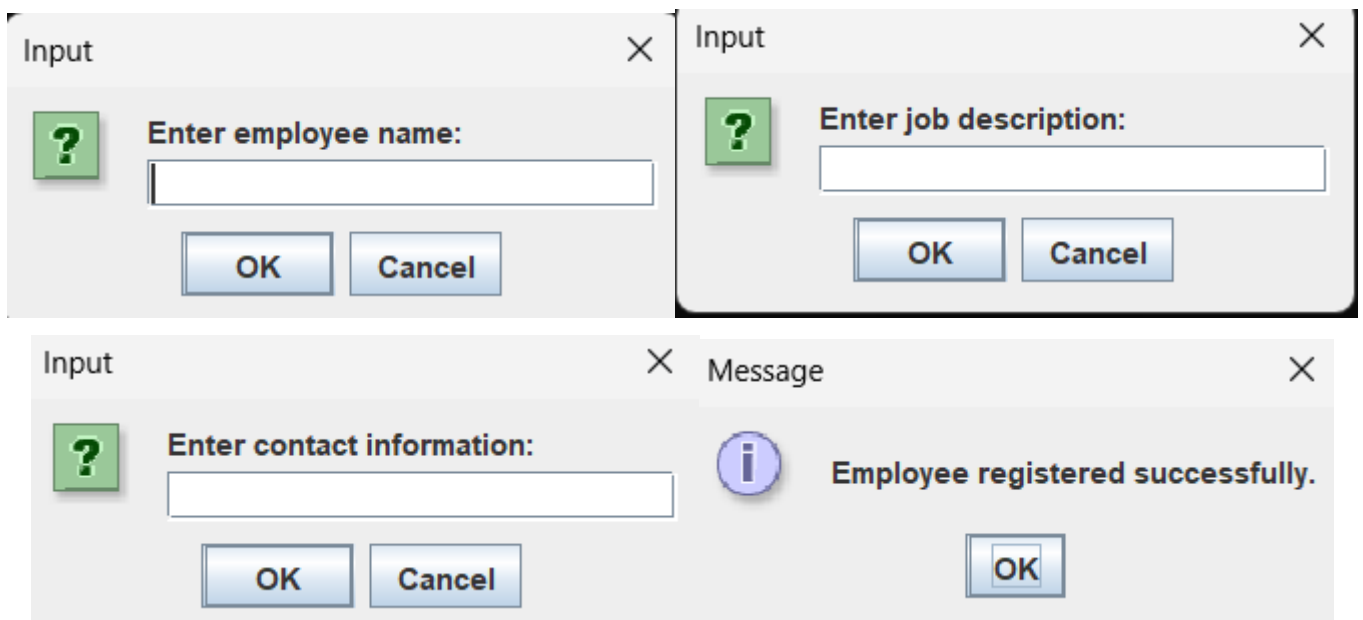 Input
Enter employee name:
OK Cancel
Input
Enter job description:
OK Cancel
Input
Enter contact information:
OK Cancel
Message
Employee registered successfully.
OK